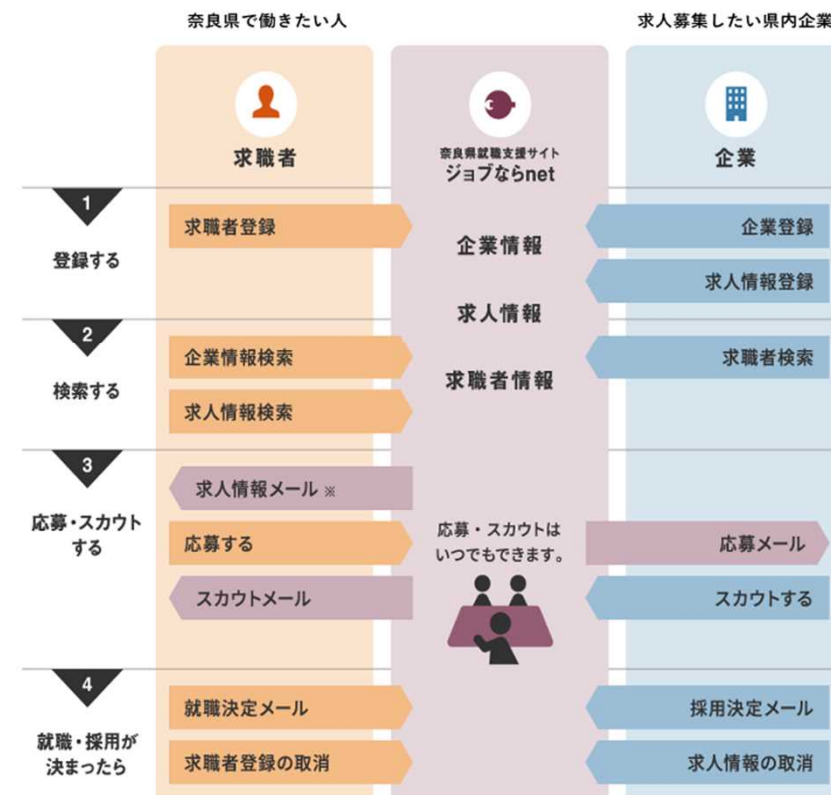 奈良県で働きたい人
求人募集したい県内企業
求職者
奈良県就職支援サイト
ジョブならnet
企業
1
登録する
求職者登録
企業情報
企業登録
求人情報登録
求人情報
2
検索する
企業情報検索
求職者検索
求職者情報
求人情報検索
3
応募・スカウト
する
求人情報メール ※
応募する
スカウトメール
応募・スカウトは
いつでもできます。
応募メール
スカウトする
4
就職・採用が
決まったら
就職決定メール
採用決定メール
求職者登録の取消
求人情報の取消